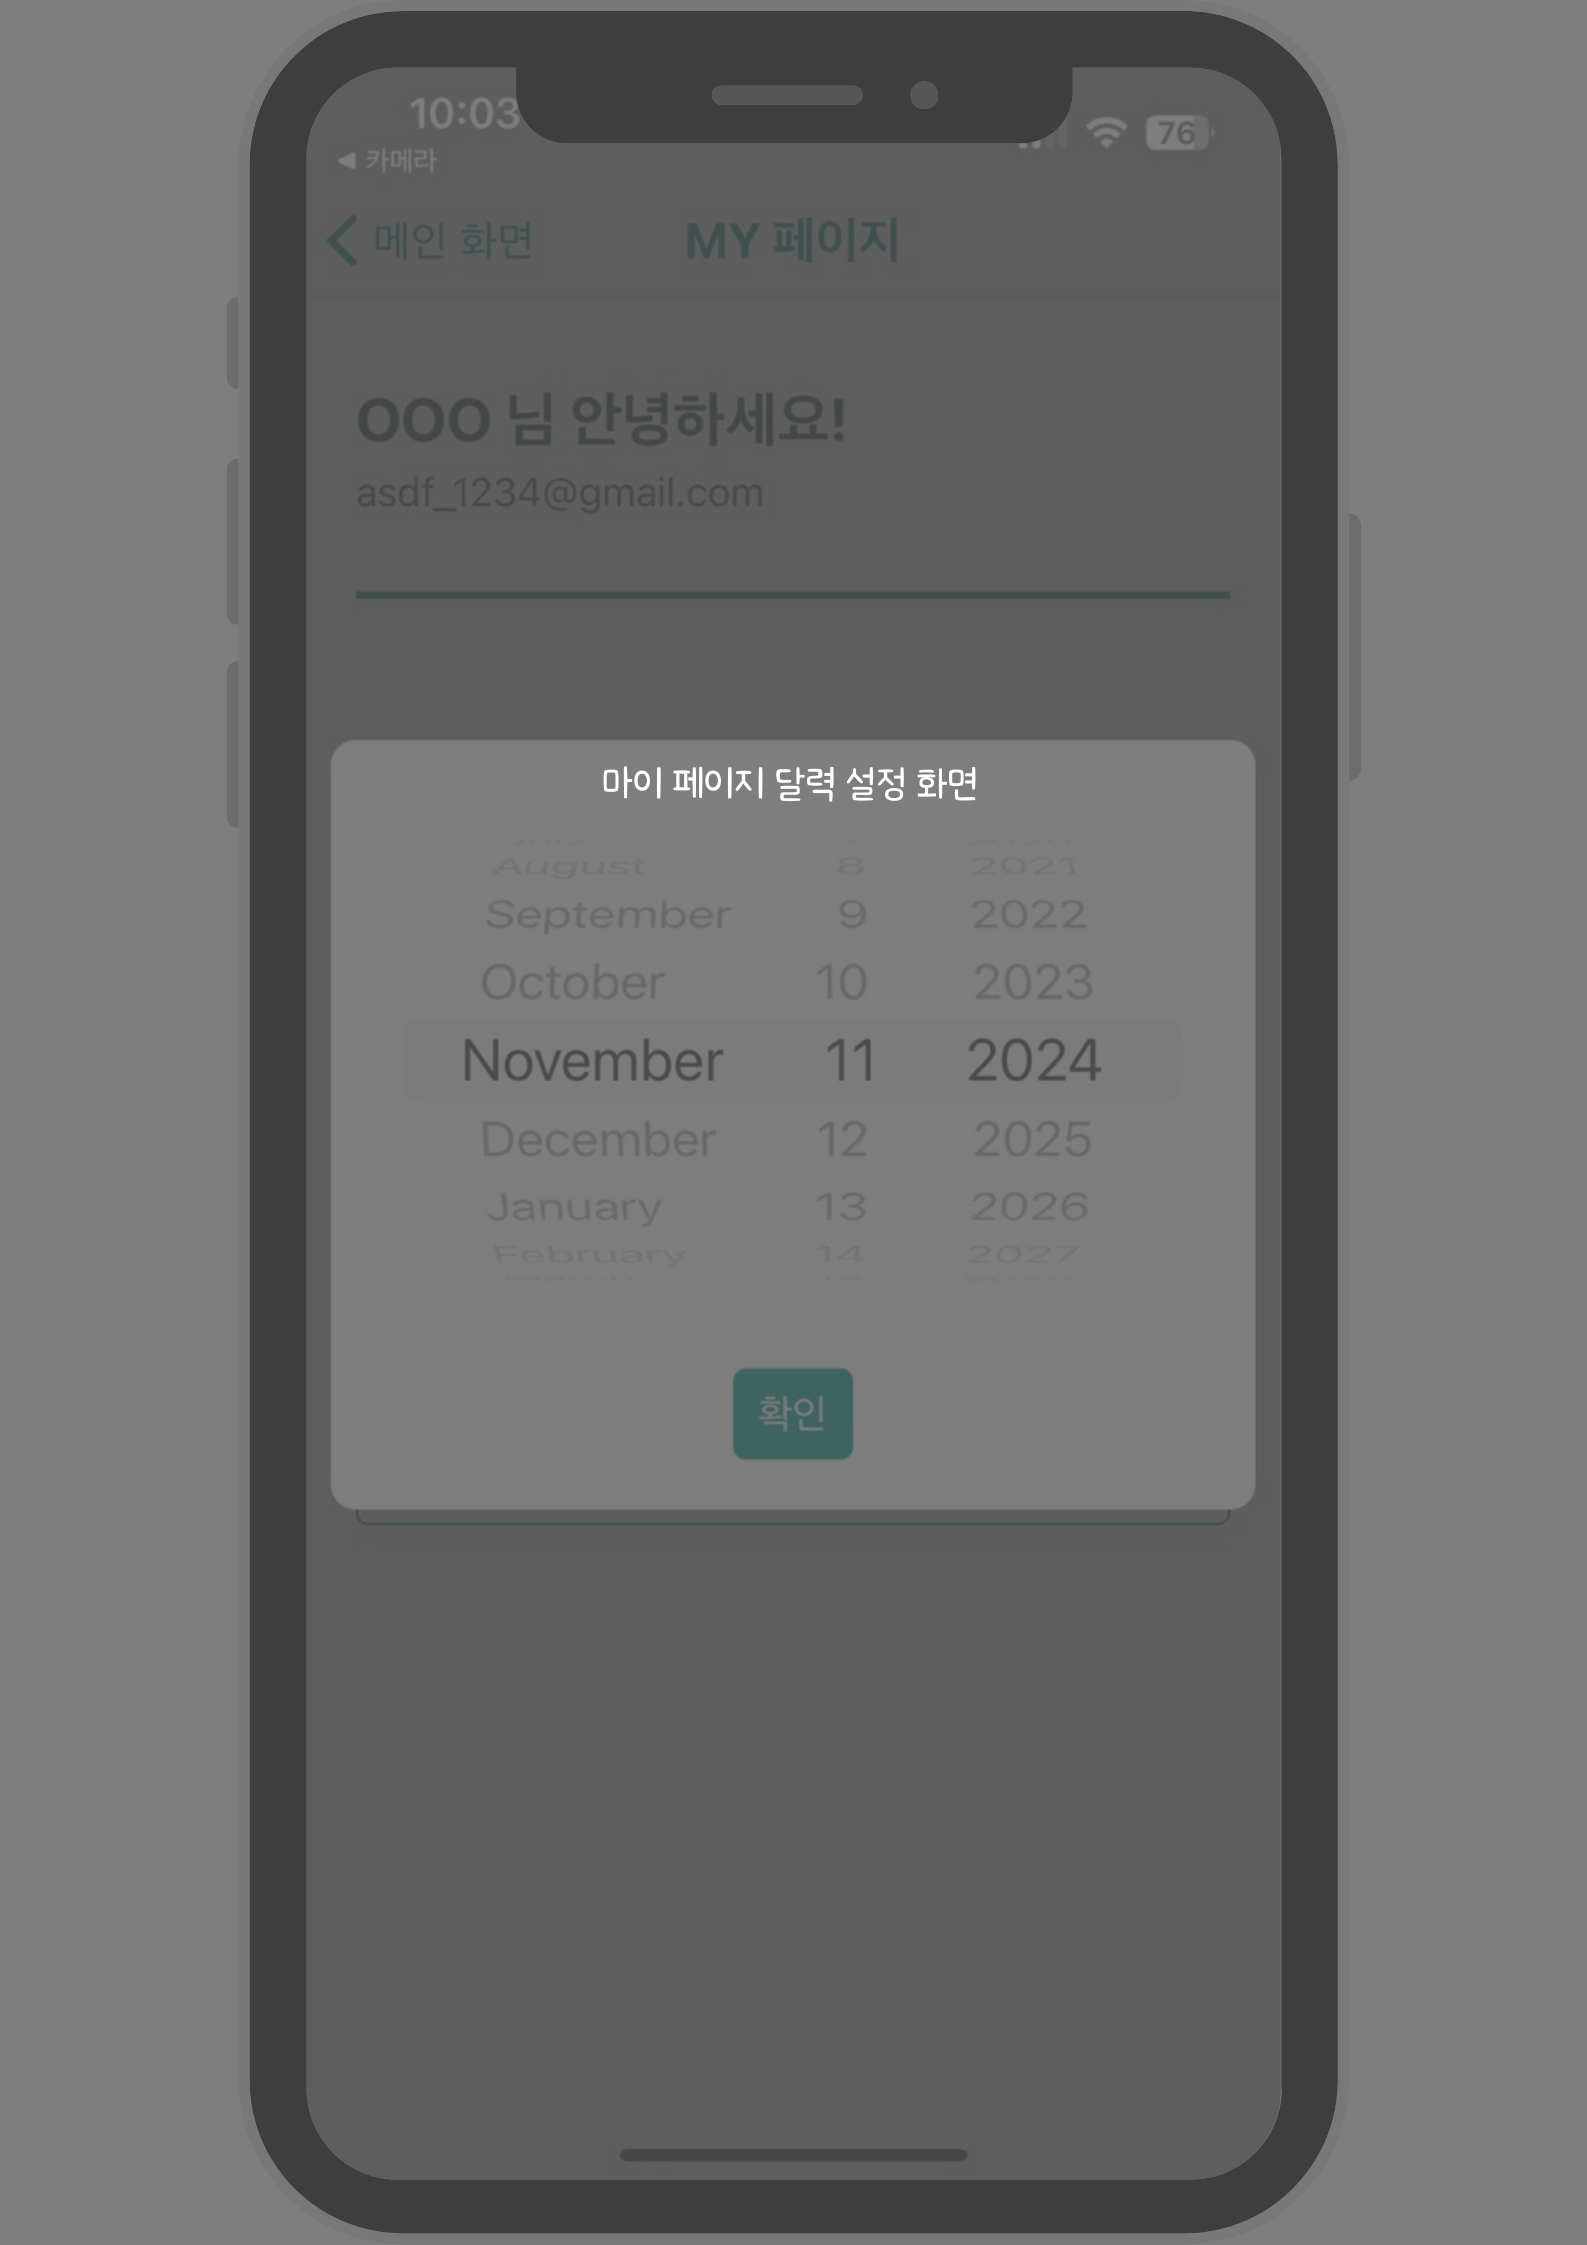 10:03
76
◀ 카메라
메인 화면
MY 페이지
OOO 님 안녕하세요!
asdf_1234@gmail.com
마이 페이지 달력 설정 화면
August 8 2021
September 9 2022
October 10 2023
November 11 2024
December 12 2025
January 13 2026
February 14 2027
확인